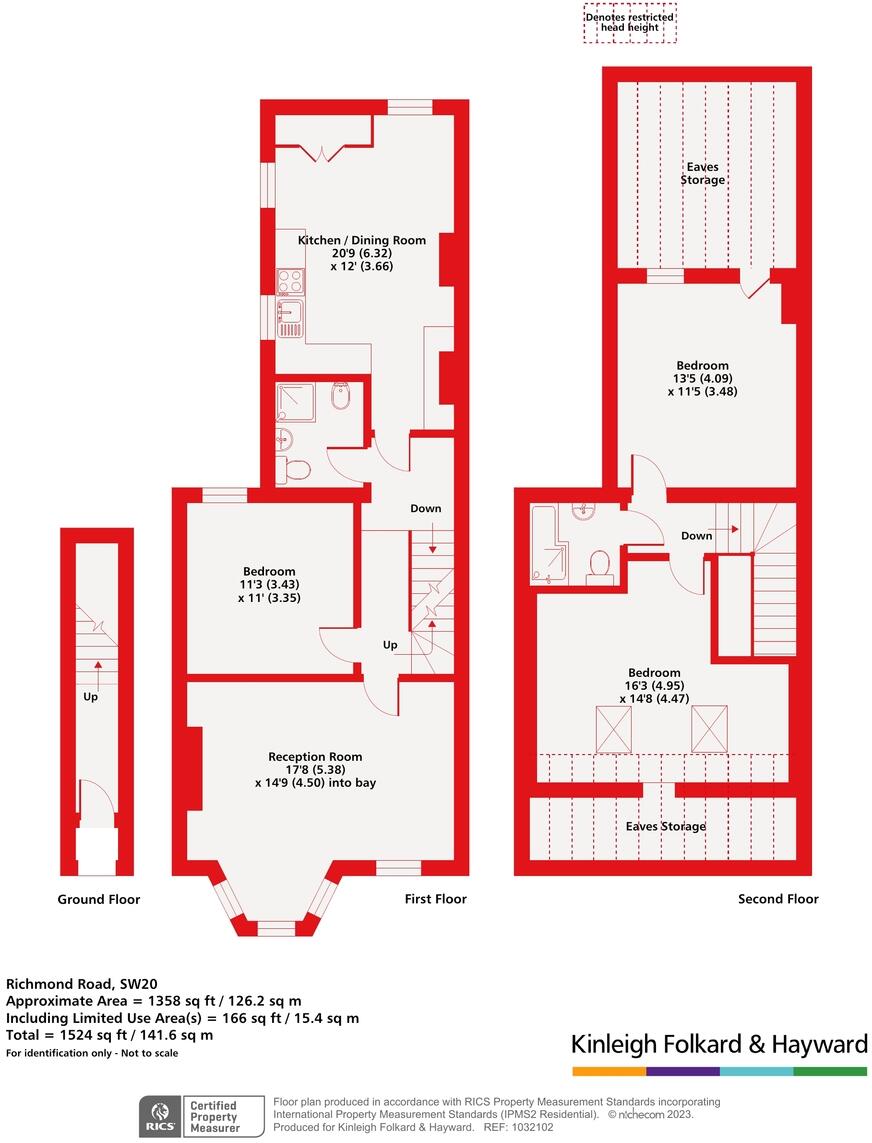 Denotes restricted
head height
Eaves
Storage
Kitchen / Dining Room
20'9 (6.32)
x 12' (3.66)
Bedroom
13'5 (4.09)
x 11'5 (3.48)
Down
Down
Bedroom
11'3 (3.43)
x 11' (3.35)
Up
Up
Bedroom
16'3 (4.95)
x 14'8 (4.47)
Reception Room
17'8 (5.38)
x 14'9 (4.50) into bay
Eaves Storage
Ground Floor
First Floor
Second Floor
Richmond Road, SW20
Approximate Area = 1358 sq ft / 126.2 sq m
Including Limited Use Area(s) = 166 sq ft / 15.4 sq m
Total = 1524 sq ft / 141.6 sq m
For identification only - Not to scale
Kinleigh Folkard & Hayward
RICS
Certified
Property
Measurer
Floor plan produced in accordance with RICS Property Measurement Standards incorporating
International Property Measurement Standards (IPMS2 Residential). © nichecom 2023.
Produced for Kinleigh Folkard & Hayward. REF: 1032102